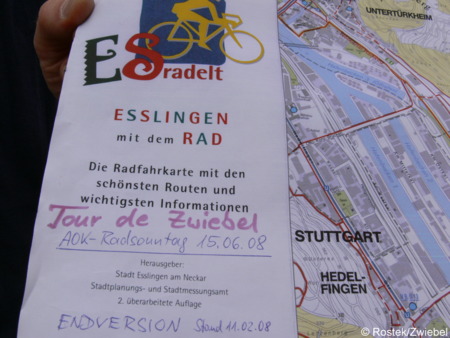 ESradelt
ESSLINGEN
mit dem RAD
Die Radfahrkarte mit den
schönsten Routen und
wichtigsten Informationen
Tour de Zwiebel
AOK-Radsonntag 15.06.08
Herausgeber:
Stadt Esslingen am Neckar
Stadtplanungs- und Stadtmessungsamt
2. überarbeitete Auflage
ENDVERSION Stand 11.02.08
UNTERTÜRKHEIM
STUTTGART
HEDEL-
FINGEN
© Rostek/Zwiebel